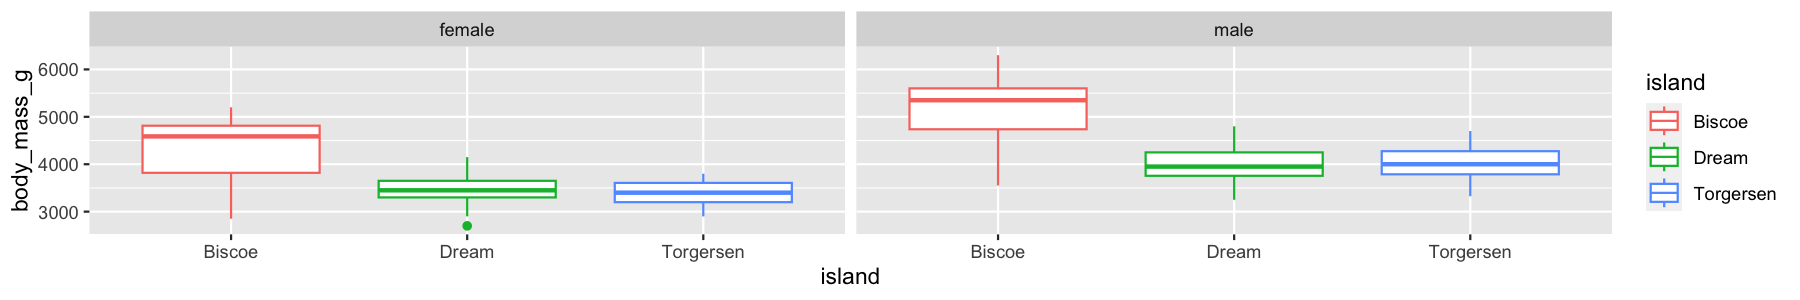 female
male
body_mass_g
6000
5000
4000
3000
Biscoe
Dream
Torgersen
Biscoe
Dream
Torgersen
island
island
Biscoe
Dream
Torgersen